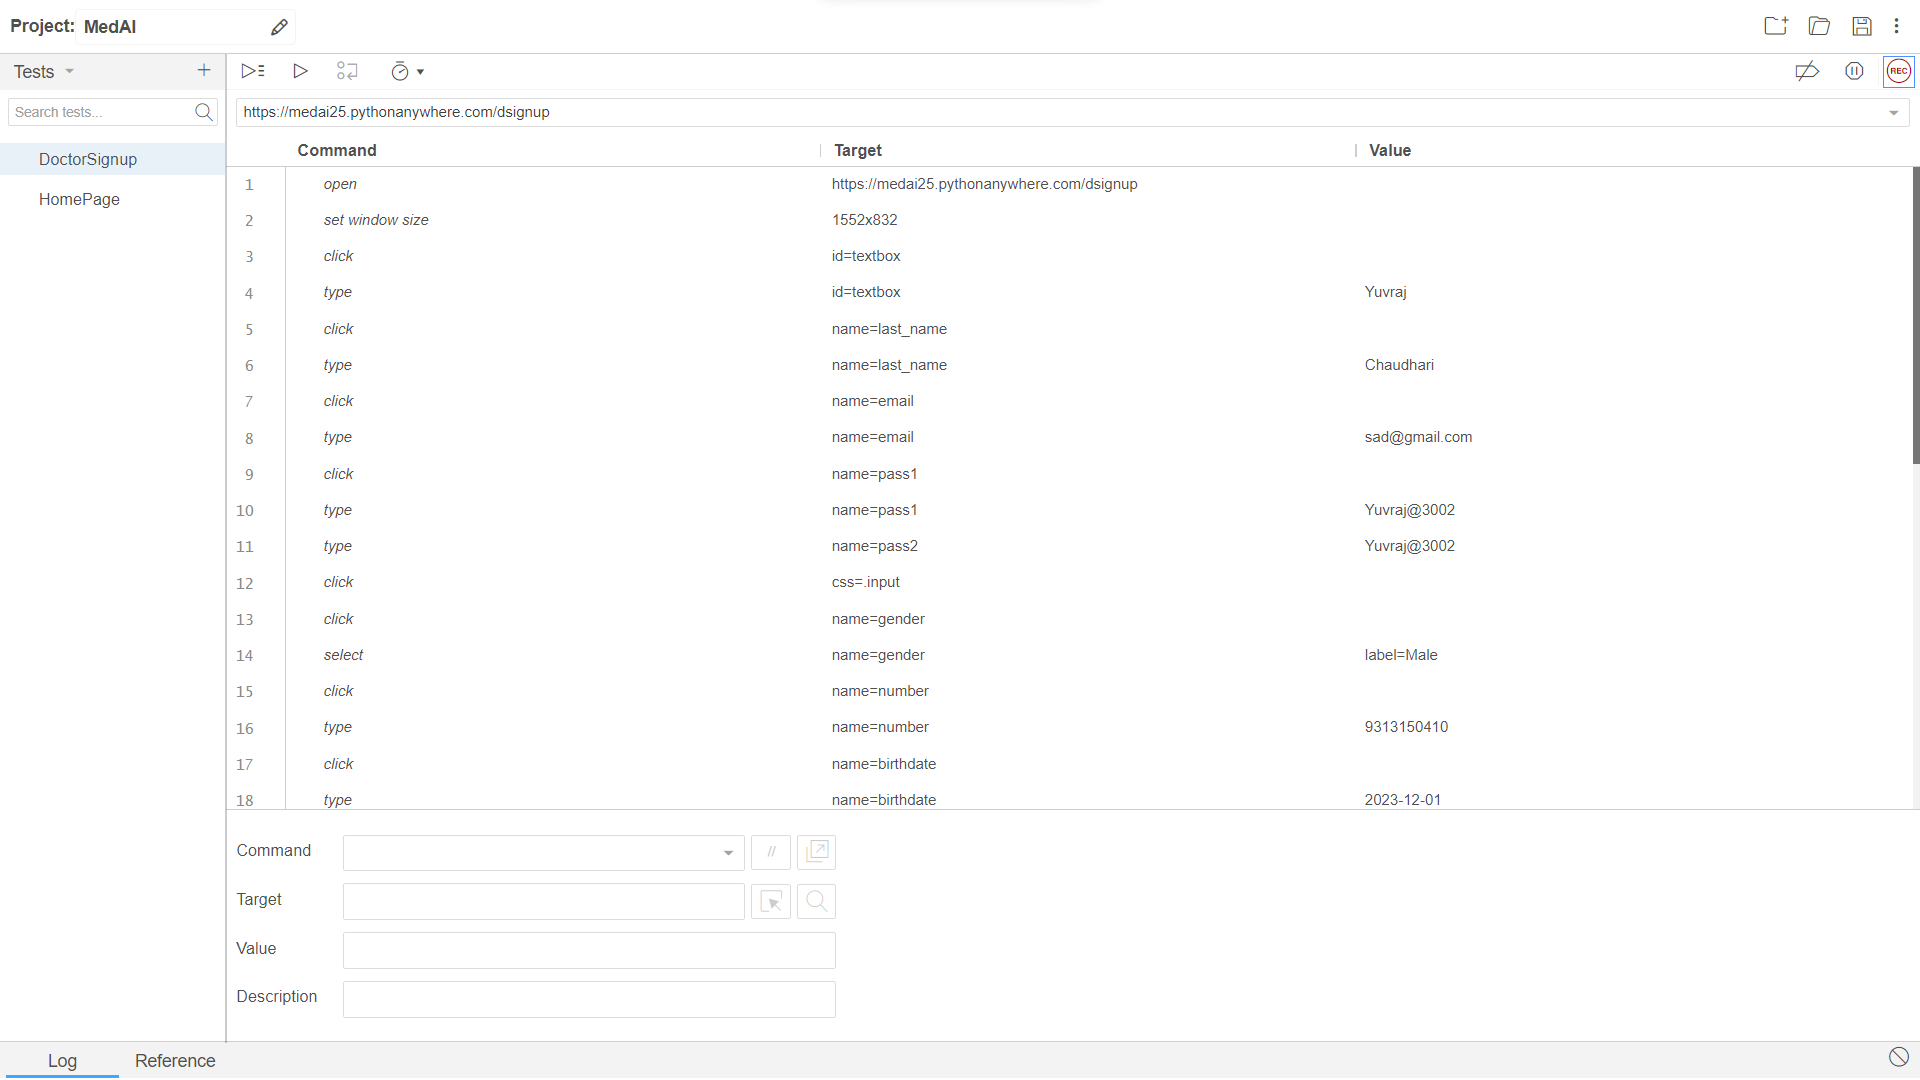 Project: MedAI
Tests
Search tests...
DoctorSignup
HomePage
REC
https://medai25.pythonanywhere.com/dsignup
Command Target Value
1 open https://medai25.pythonanywhere.com/dsignup
2 set window size 1552x832
3 click id=textbox
4 type id=textbox Yuvraj
5 click name=last_name
6 type name=last_name Chaudhari
7 click name=email
8 type name=email sad@gmail.com
9 click name=pass1
10 type name=pass1 Yuvraj@3002
11 type name=pass2 Yuvraj@3002
12 click css=.input
13 click name=gender
14 select name=gender label=Male
15 click name=number
16 type name=number 9313150410
17 click name=birthdate
18 type name=birthdate 2023-12-01
Command //
Target
Value
Description
Log Reference